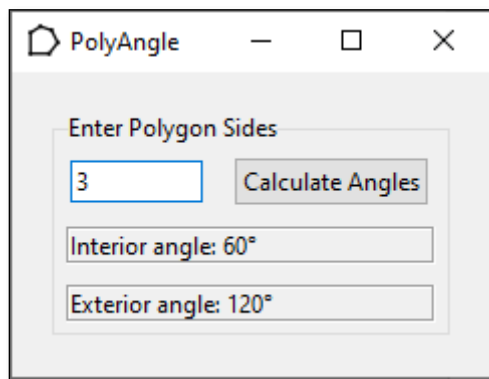 PolyAngle
Enter Polygon Sides
3
Calculate Angles
Interior angle: 60°
Exterior angle: 120°